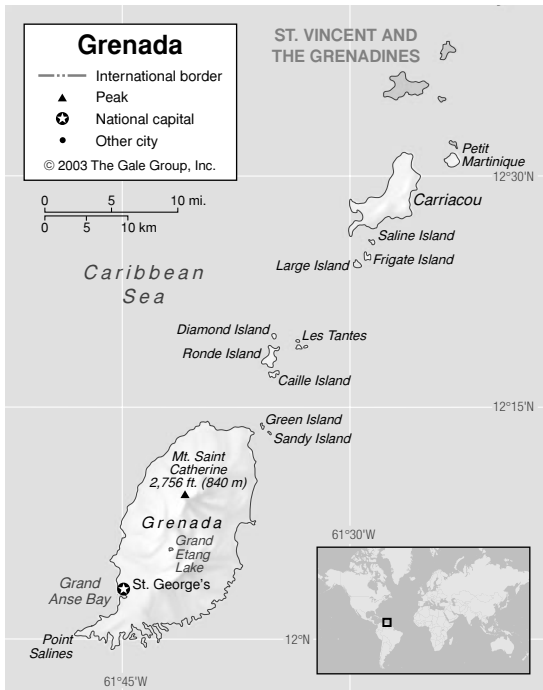 Grenada
International border
Peak
National capital
Other city
© 2003 The Gale Group, Inc.
0 5 10 mi.
0 5 10 km
ST. VINCENT AND
THE GRENADINES
Petit
Martinique
12°30'N
Carriacou
Saline Island
Frigate Island
Large Island
Caribbean
Sea
Diamond Island
Les Tantes
Ronde Island
Caille Island
12°15'N
Green Island
Sandy Island
Mt. Saint
Catherine
2,756 ft. (840 m)
Grenada
61°30'W
Grand
Etang
Lake
Grand
Anse Bay
St. George's
Point
Salines
12°N
61°45'W